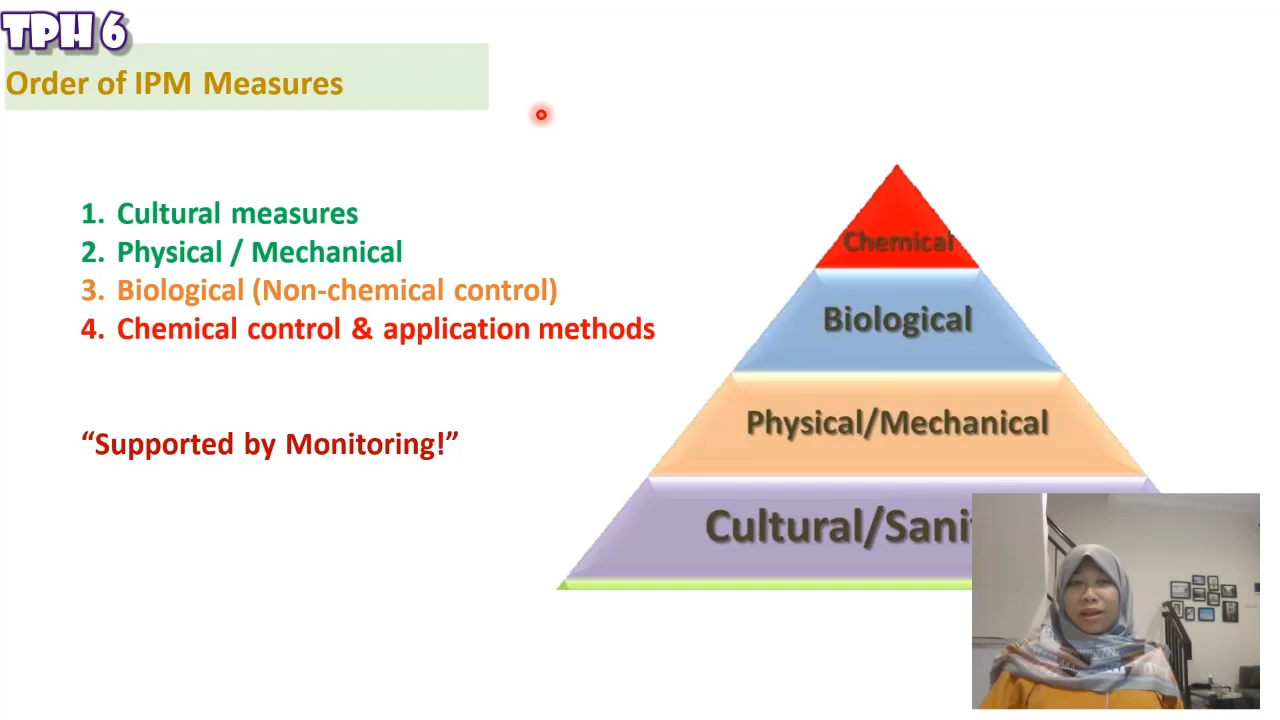 TPH 6
Order of IPM Measures
1. Cultural measures
2. Physical / Mechanical
3. Biological (Non-chemical control)
4. Chemical control & application methods
“Supported by Monitoring!”
Chemical
Biological
Physical/Mechanical